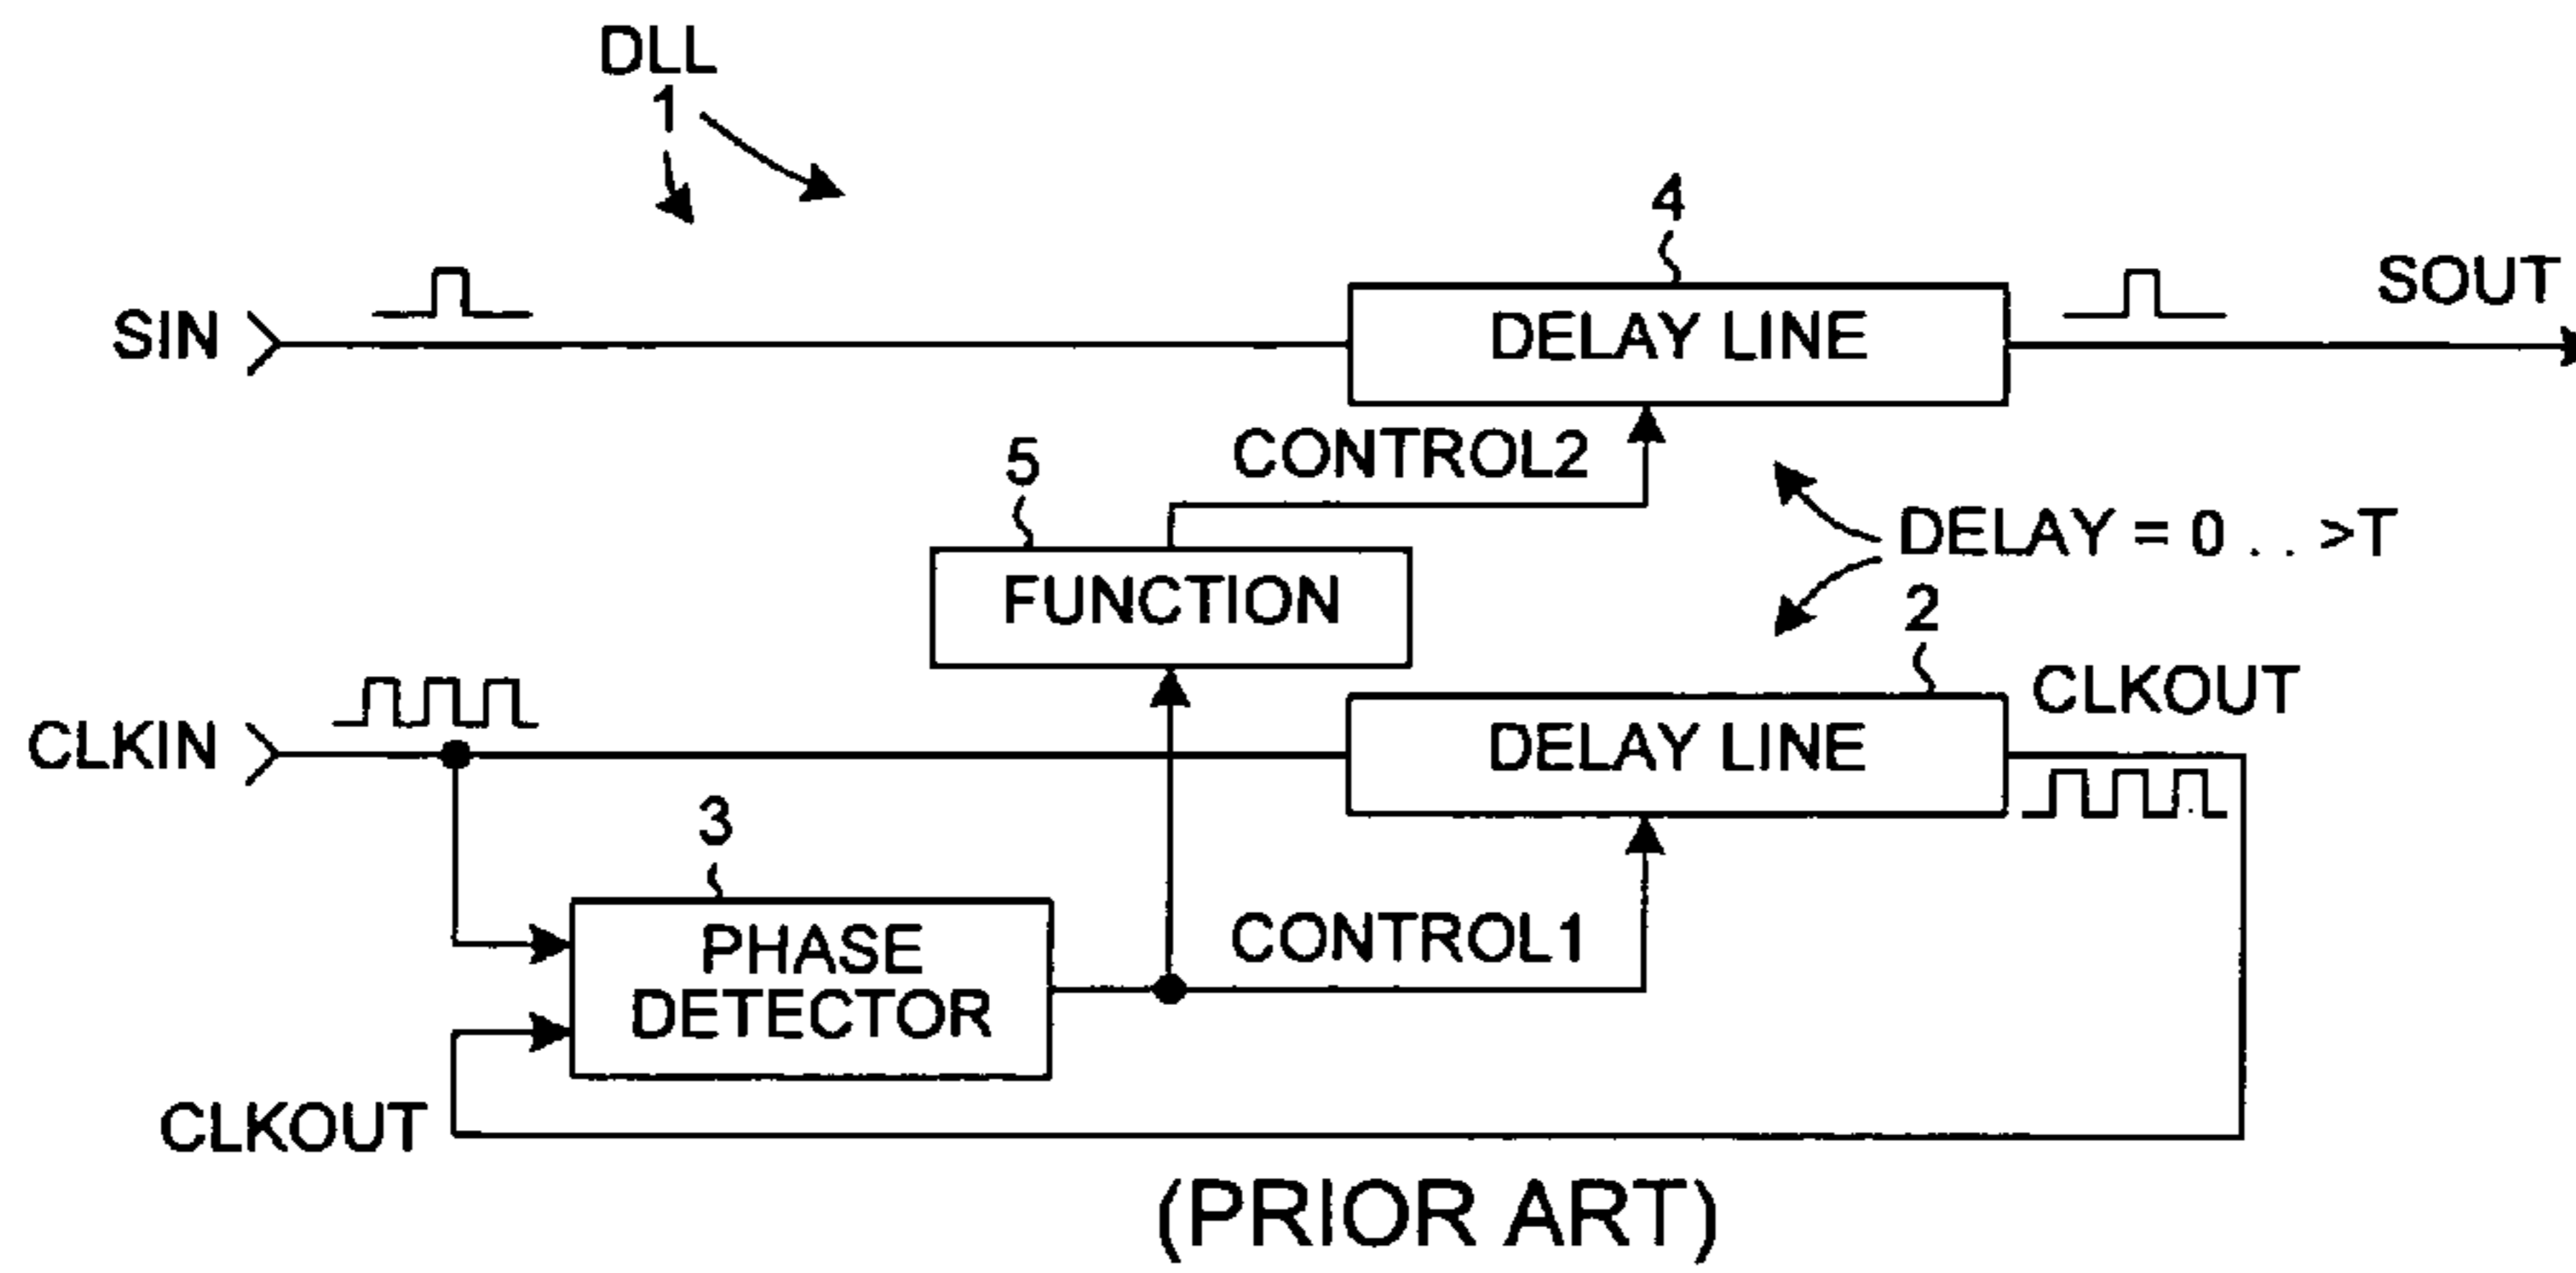 DLL
1
4
SIN
DELAY LINE
SOUT
CONTROL2
5
DELAY = 0 . . >T
FUNCTION
2
CLKOUT
CLKIN
DELAY LINE
3
CONTROL1
PHASE
DETECTOR
CLKOUT
(PRIOR ART)